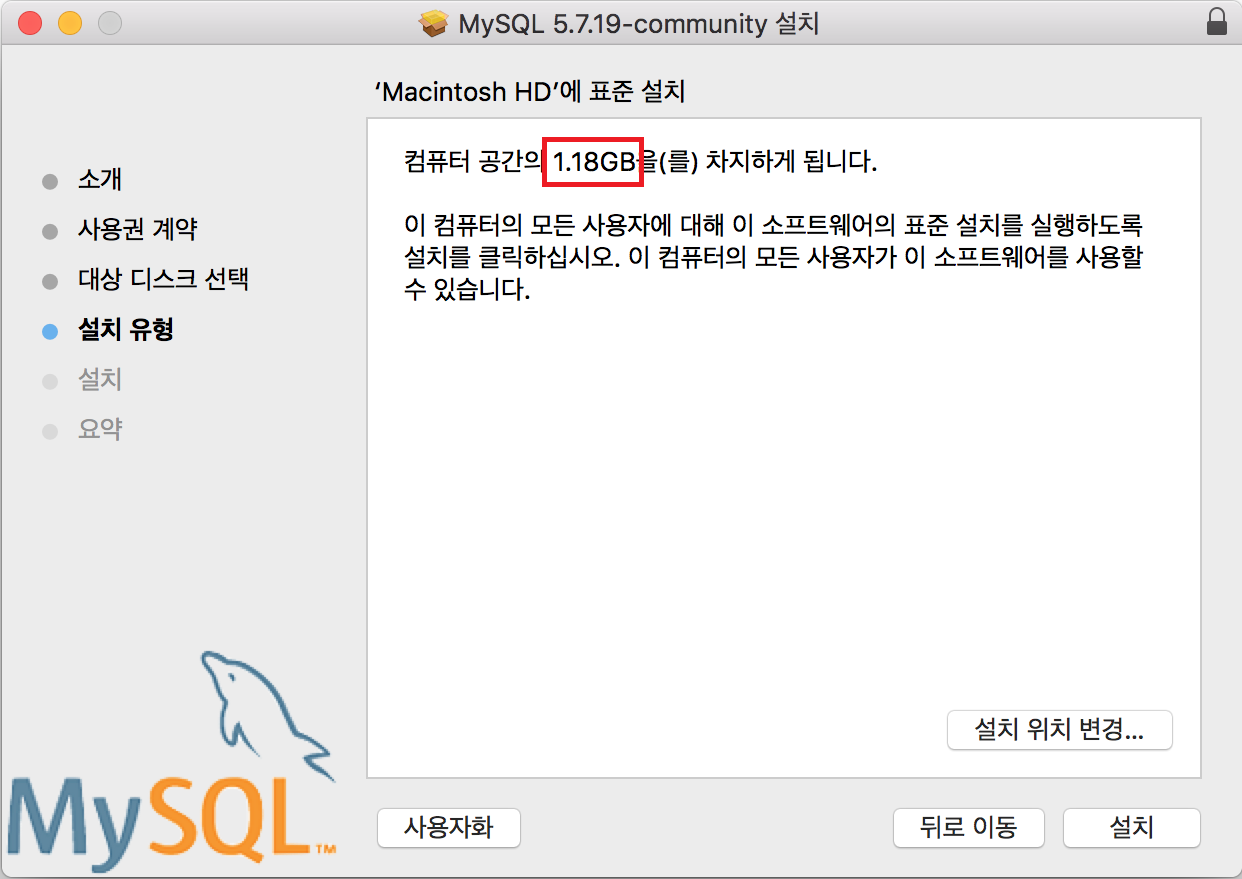 MySQL 5.7.19-community 설치
‘Macintosh HD’에 표준 설치
소개
사용권 계약
대상 디스크 선택
설치 유형
설치
요약
컴퓨터 공간의 1.18GB을(를) 차지하게 됩니다.
이 컴퓨터의 모든 사용자에 대해 이 소프트웨어의 표준 설치를 실행하도록
설치를 클릭하십시오. 이 컴퓨터의 모든 사용자가 이 소프트웨어를 사용할
수 있습니다.
설치 위치 변경...
MySQL™
사용자화
뒤로 이동
설치